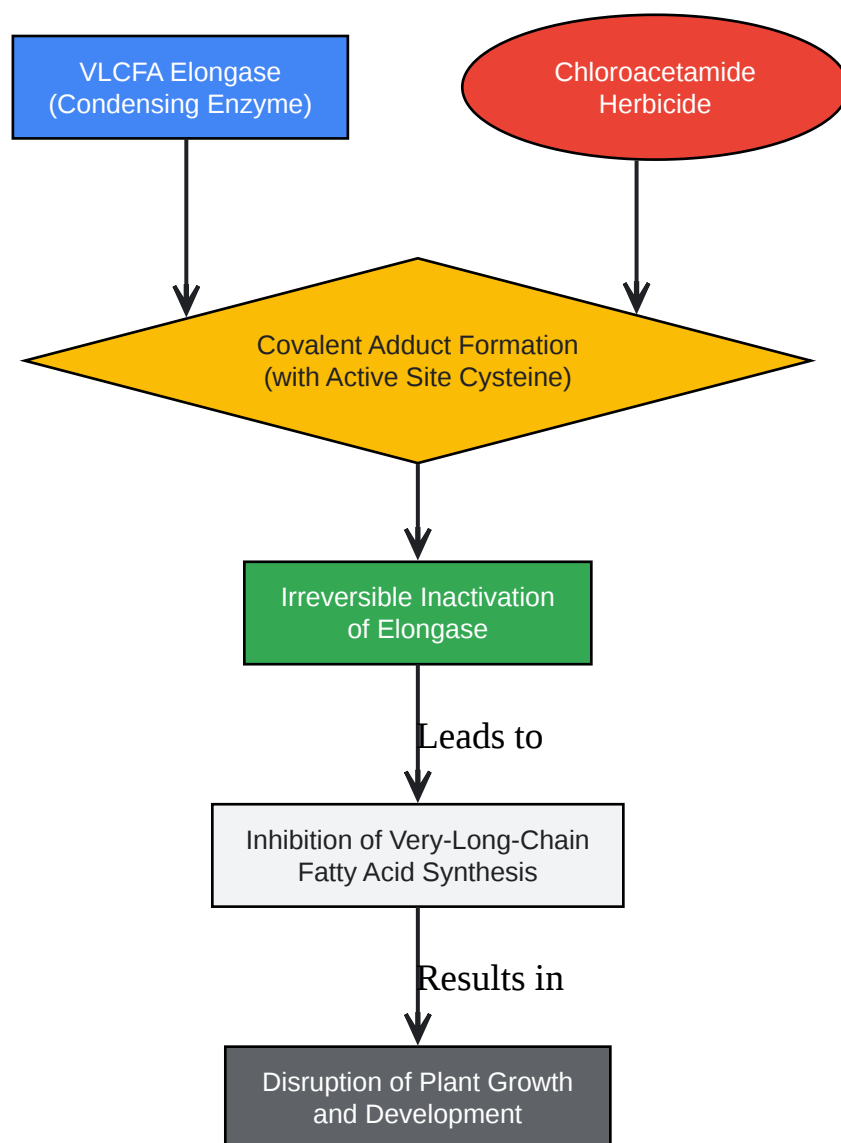 VLCFA Elongase
(Condensing Enzyme)
Chloroacetamide
Herbicide
Covalent Adduct Formation
(with Active Site Cysteine)
Irreversible Inactivation
of Elongase
Leads to
Inhibition of Very-Long-Chain
Fatty Acid Synthesis
Results in
Disruption of Plant Growth
and Development